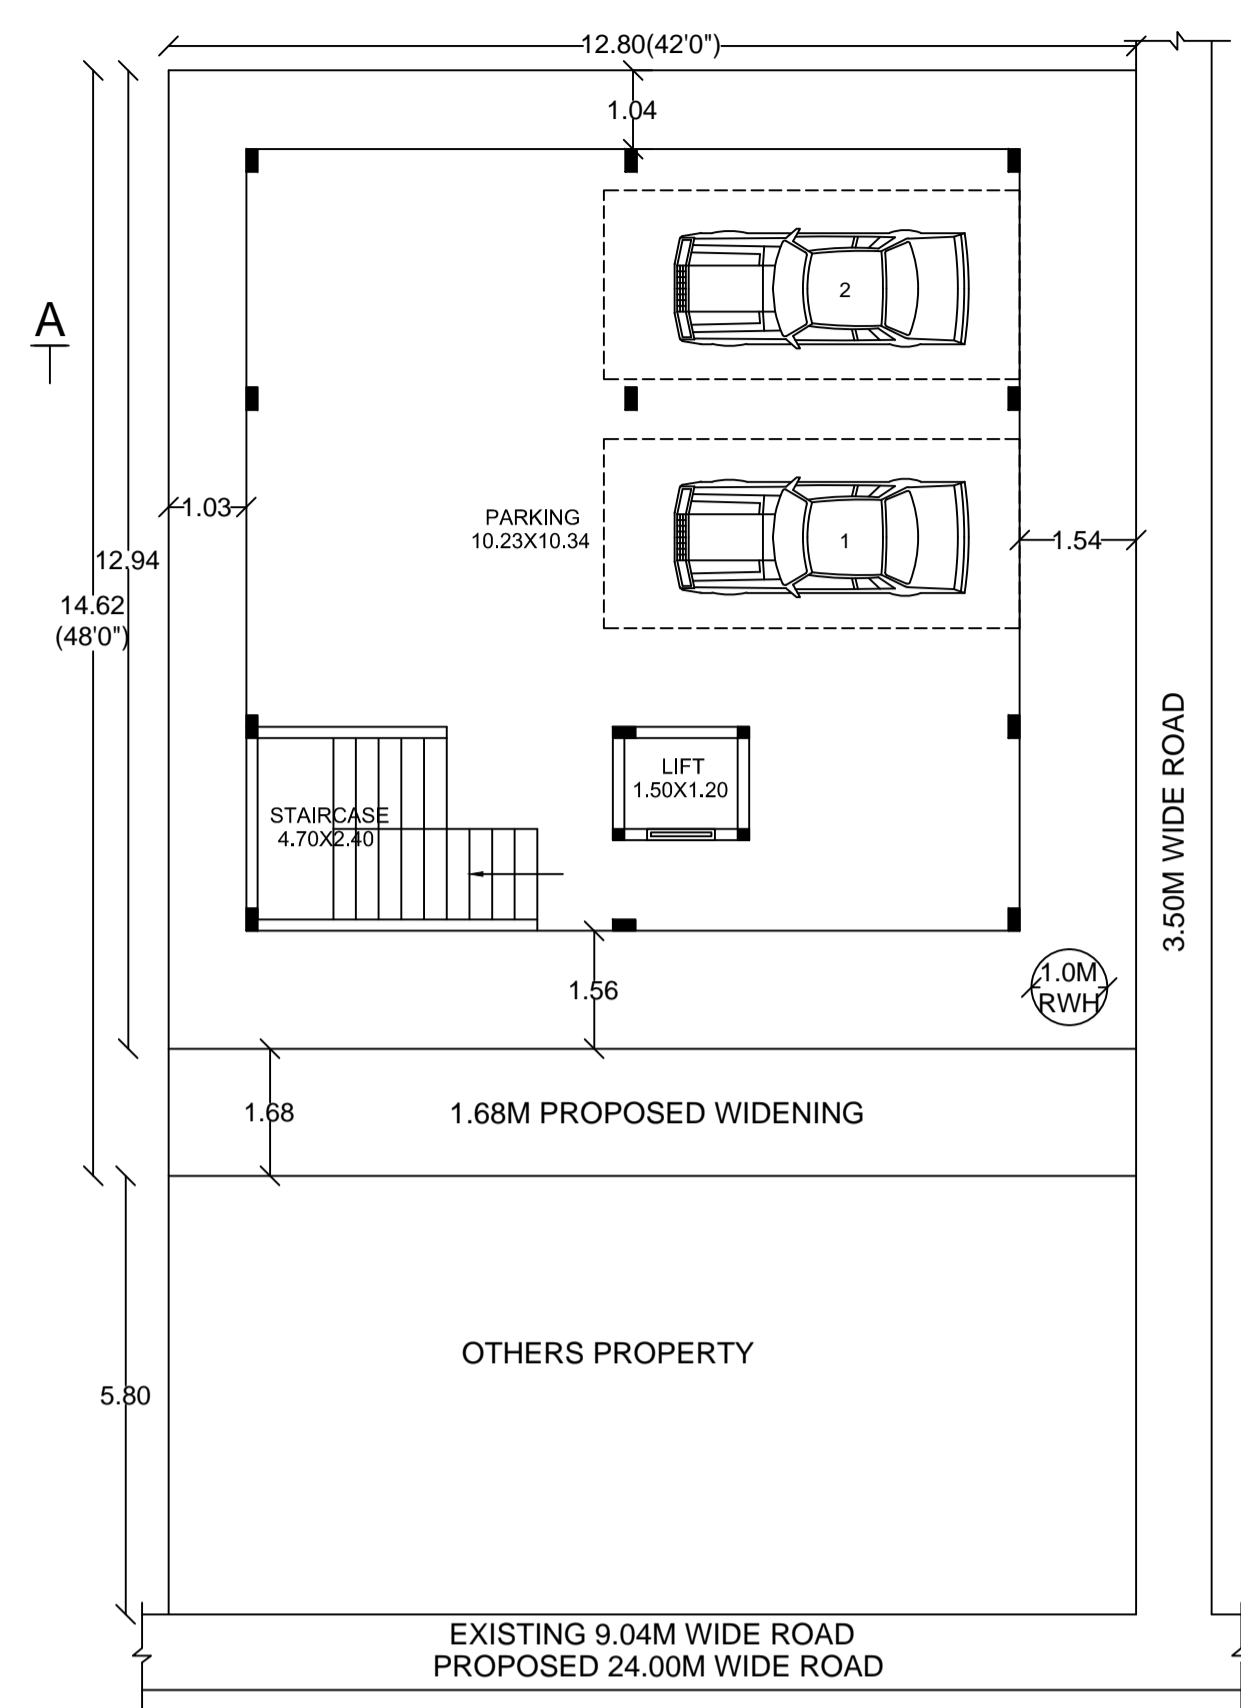 12.80(42'0")
1.04
A
2
1.03
PARKING
10.23X10.34
1
1.54
12.94
14.62
(48'0")
LIFT
1.50X1.20
STAIRCASE
4.70X2.40
3.50M WIDE ROAD
1.56
1.0M
RWH
1.68
1.68M PROPOSED WIDENING
OTHERS PROPERTY
5.80
EXISTING 9.04M WIDE ROAD
PROPOSED 24.00M WIDE ROAD